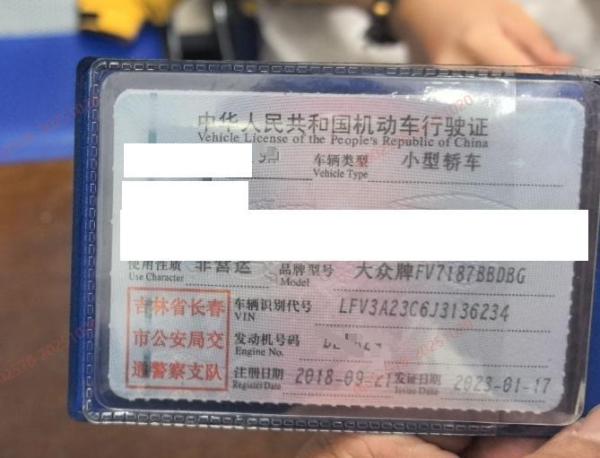 中华人民共和国机动车行驶证
Vehicle License of the People's Republic of China
车辆类型 小型轿车
Vehicle Type
使用性质 非营运 品牌型号 大众牌FV7187BBDBG
Use Character Model
吉林省长春
市公安局交
通警察支队
车辆识别代号 LFV3A23C6J3136234
VIN
发动机号码
Engine No.
注册日期 2018-09-21 发证日期 2023-01-17
Register Date Issue Date